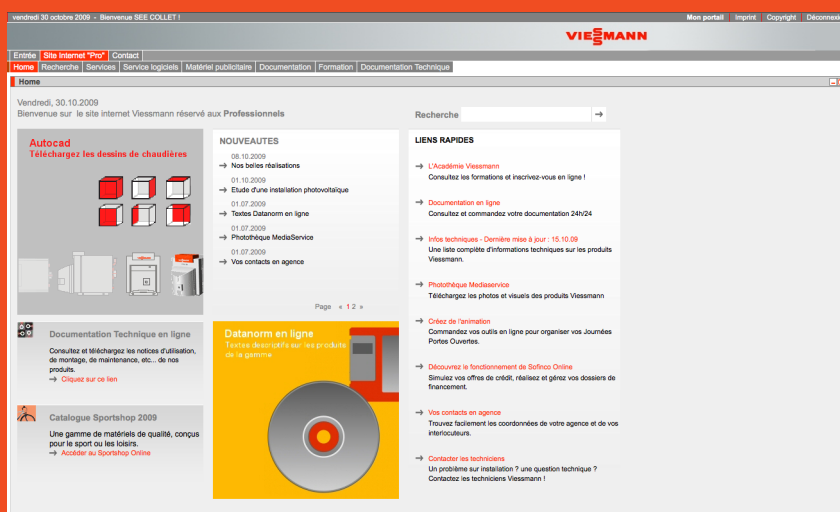 vendredi 30 octobre 2009 - Bienvenue SEE COLLET !
Mon portail | Imprint | Copyright | Déconnexi
VIESSMANN
Entrée | Site Internet "Pro" | Contact
Home | Recherche | Services | Service logiciels | Matériel publicitaire | Documentation | Formation | Documentation Technique
Home
Vendredi, 30.10.2009
Bienvenue sur le site internet Viessmann réservé aux Professionnels
Recherche
Autocad
Téléchargez les dessins de chaudières
NOUVEAUTES
08.10.2009
Nos belles réalisations
01.10.2009
Etude d'une installation photovoltaïque
01.07.2009
Textes Datanorm en ligne
01.07.2009
Photothèque MediaService
01.07.2009
Vos contacts en agence
Page « 1 2 »
Documentation Technique en ligne
Consultez et téléchargez les notices d'utilisation,
de montage, de maintenance, etc... de nos
produits.
Cliquez sur ce lien
Catalogue Sportshop 2009
Une gamme de matériels de qualité, conçus
pour le sport ou les loisirs.
Accéder au Sportshop Online
Datanorm en ligne
Textes descriptifs sur les produits
de la gamme
LIENS RAPIDES
L'Académie Viessmann
Consultez les formations et inscrivez-vous en ligne !
Documentation en ligne
Consultez et commandez votre documentation 24h/24
Infos techniques - Dernière mise à jour : 15.10.09
Une liste complète d'informations techniques sur les produits
Viessmann.
Photothèque Mediaservice
Téléchargez les photos et visuels des produits Viessmann
Créez de l'animation
Commandez vos outils en ligne pour organiser vos Journées
Portes Ouvertes.
Découvrez le fonctionnement de Sofinco Online
Simulez vos offres de crédit, réalisez et gérez vos dossiers de
financement.
Vos contacts en agence
Trouvez facilement les coordonnées de votre agence et de vos
interlocuteurs.
Contacter les techniciens
Un problème sur installation ? une question technique ?
Contactez les techniciens Viessmann !